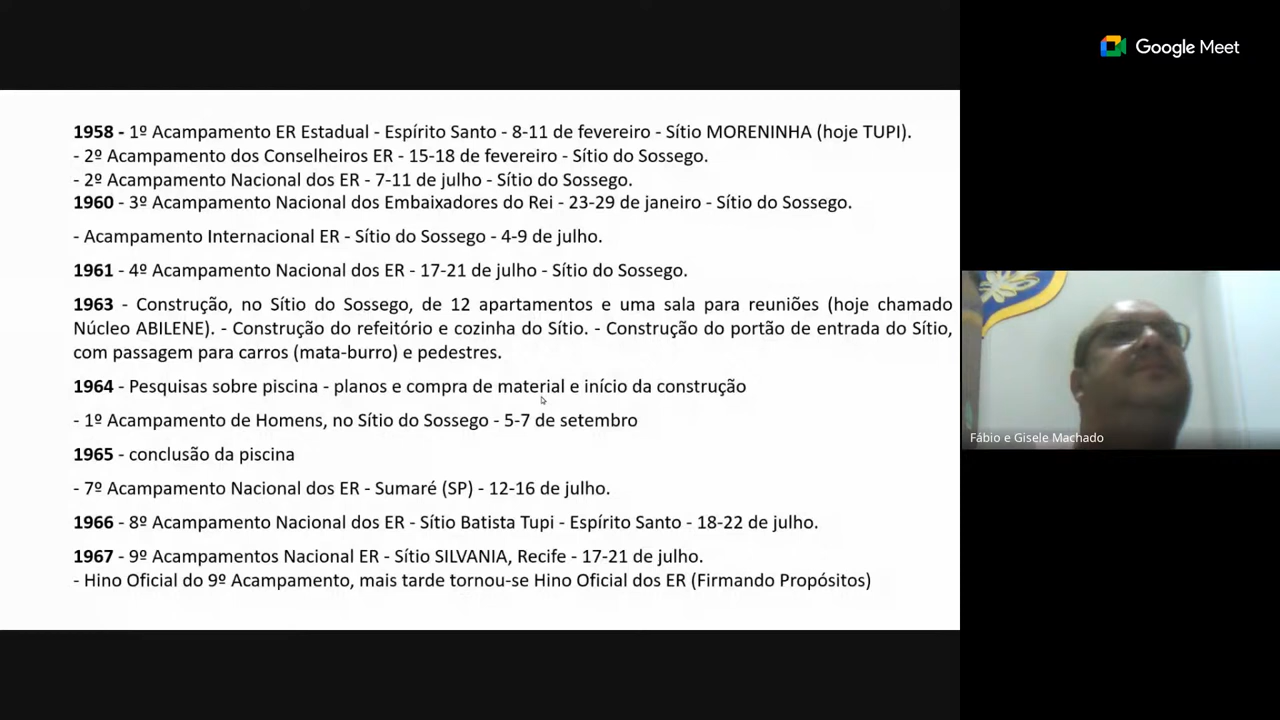 1958 - 1º Acampamento ER Estadual - Espírito Santo - 8-11 de fevereiro - Sítio MORENINHA (hoje TUPI).
- 2º Acampamento dos Conselheiros ER - 15-18 de fevereiro - Sítio do Sossego.
- 2º Acampamento Nacional dos ER - 7-11 de julho - Sítio do Sossego.
1960 - 3º Acampamento Nacional dos Embaixadores do Rei - 23-29 de janeiro - Sítio do Sossego.
- Acampamento Internacional ER - Sítio do Sossego - 4-9 de julho.
1961 - 4º Acampamento Nacional dos ER - 17-21 de julho - Sítio do Sossego.
1963 - Construção, no Sítio do Sossego, de 12 apartamentos e uma sala para reuniões (hoje chamado
Núcleo ABILENE). - Construção do refeitório e cozinha do Sítio. - Construção do portão de entrada do Sítio,
com passagem para carros (mata-burro) e pedestres.
1964 - Pesquisas sobre piscina - planos e compra de material e início da construção
- 1º Acampamento de Homens, no Sítio do Sossego - 5-7 de setembro
1965 - conclusão da piscina
- 7º Acampamento Nacional dos ER - Sumaré (SP) - 12-16 de julho.
1966 - 8º Acampamento Nacional dos ER - Sítio Batista Tupi - Espírito Santo - 18-22 de julho.
1967 - 9º Acampamentos Nacional ER - Sítio SILVANIA, Recife - 17-21 de julho.
- Hino Oficial do 9º Acampamento, mais tarde tornou-se Hino Oficial dos ER (Firmando Propósitos)
Google Meet
Fábio e Gisele Machado